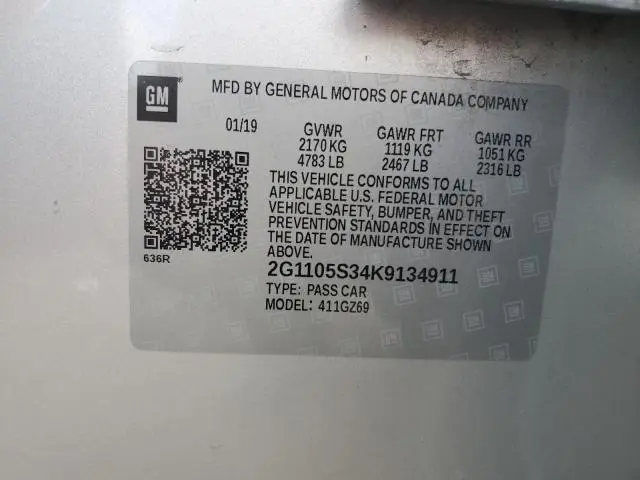 GM
MFD BY GENERAL MOTORS OF CANADA COMPANY
01/19 GVWR GAWR FRT GAWR RR
2170 KG 1119 KG 1051 KG
4783 LB 2467 LB 2316 LB
THIS VEHICLE CONFORMS TO ALL
APPLICABLE U.S. FEDERAL MOTOR
VEHICLE SAFETY, BUMPER, AND THEFT
PREVENTION STANDARDS IN EFFECT ON
THE DATE OF MANUFACTURE SHOWN
ABOVE.
636R
2G1105S34K9134911
TYPE: PASS CAR
MODEL: 411GZ69